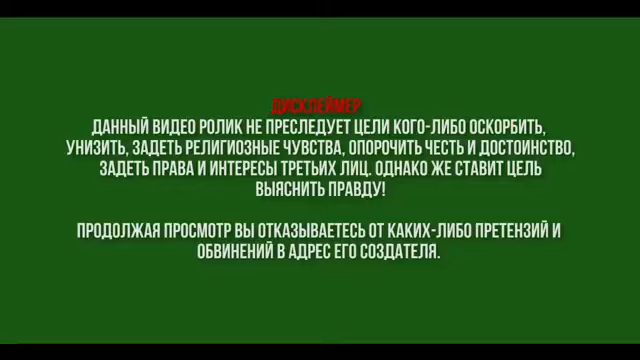 ДИСКЛЕЙМЕР
ДАННЫЙ ВИДЕО РОЛИК НЕ ПРЕСЛЕДУЕТ ЦЕЛИ КОГО-ЛИБО ОСКОРБИТЬ,
УНИЗИТЬ, ЗАДЕТЬ РЕЛИГИОЗНЫЕ ЧУВСТВА, ОПОРОЧИТЬ ЧЕСТЬ И ДОСТОИНСТВО,
ЗАДЕТЬ ПРАВА И ИНТЕРЕСЫ ТРЕТЬИХ ЛИЦ. ОДНАКО ЖЕ СТАВИТ ЦЕЛЬ
ВЫЯСНИТЬ ПРАВДУ!
ПРОДОЛЖАЯ ПРОСМОТР ВЫ ОТКАЗЫВАЕТЕСЬ ОТ КАКИХ-ЛИБО ПРЕТЕНЗИЙ И
ОБВИНЕНИЙ В АДРЕС ЕГО СОЗДАТЕЛЯ.